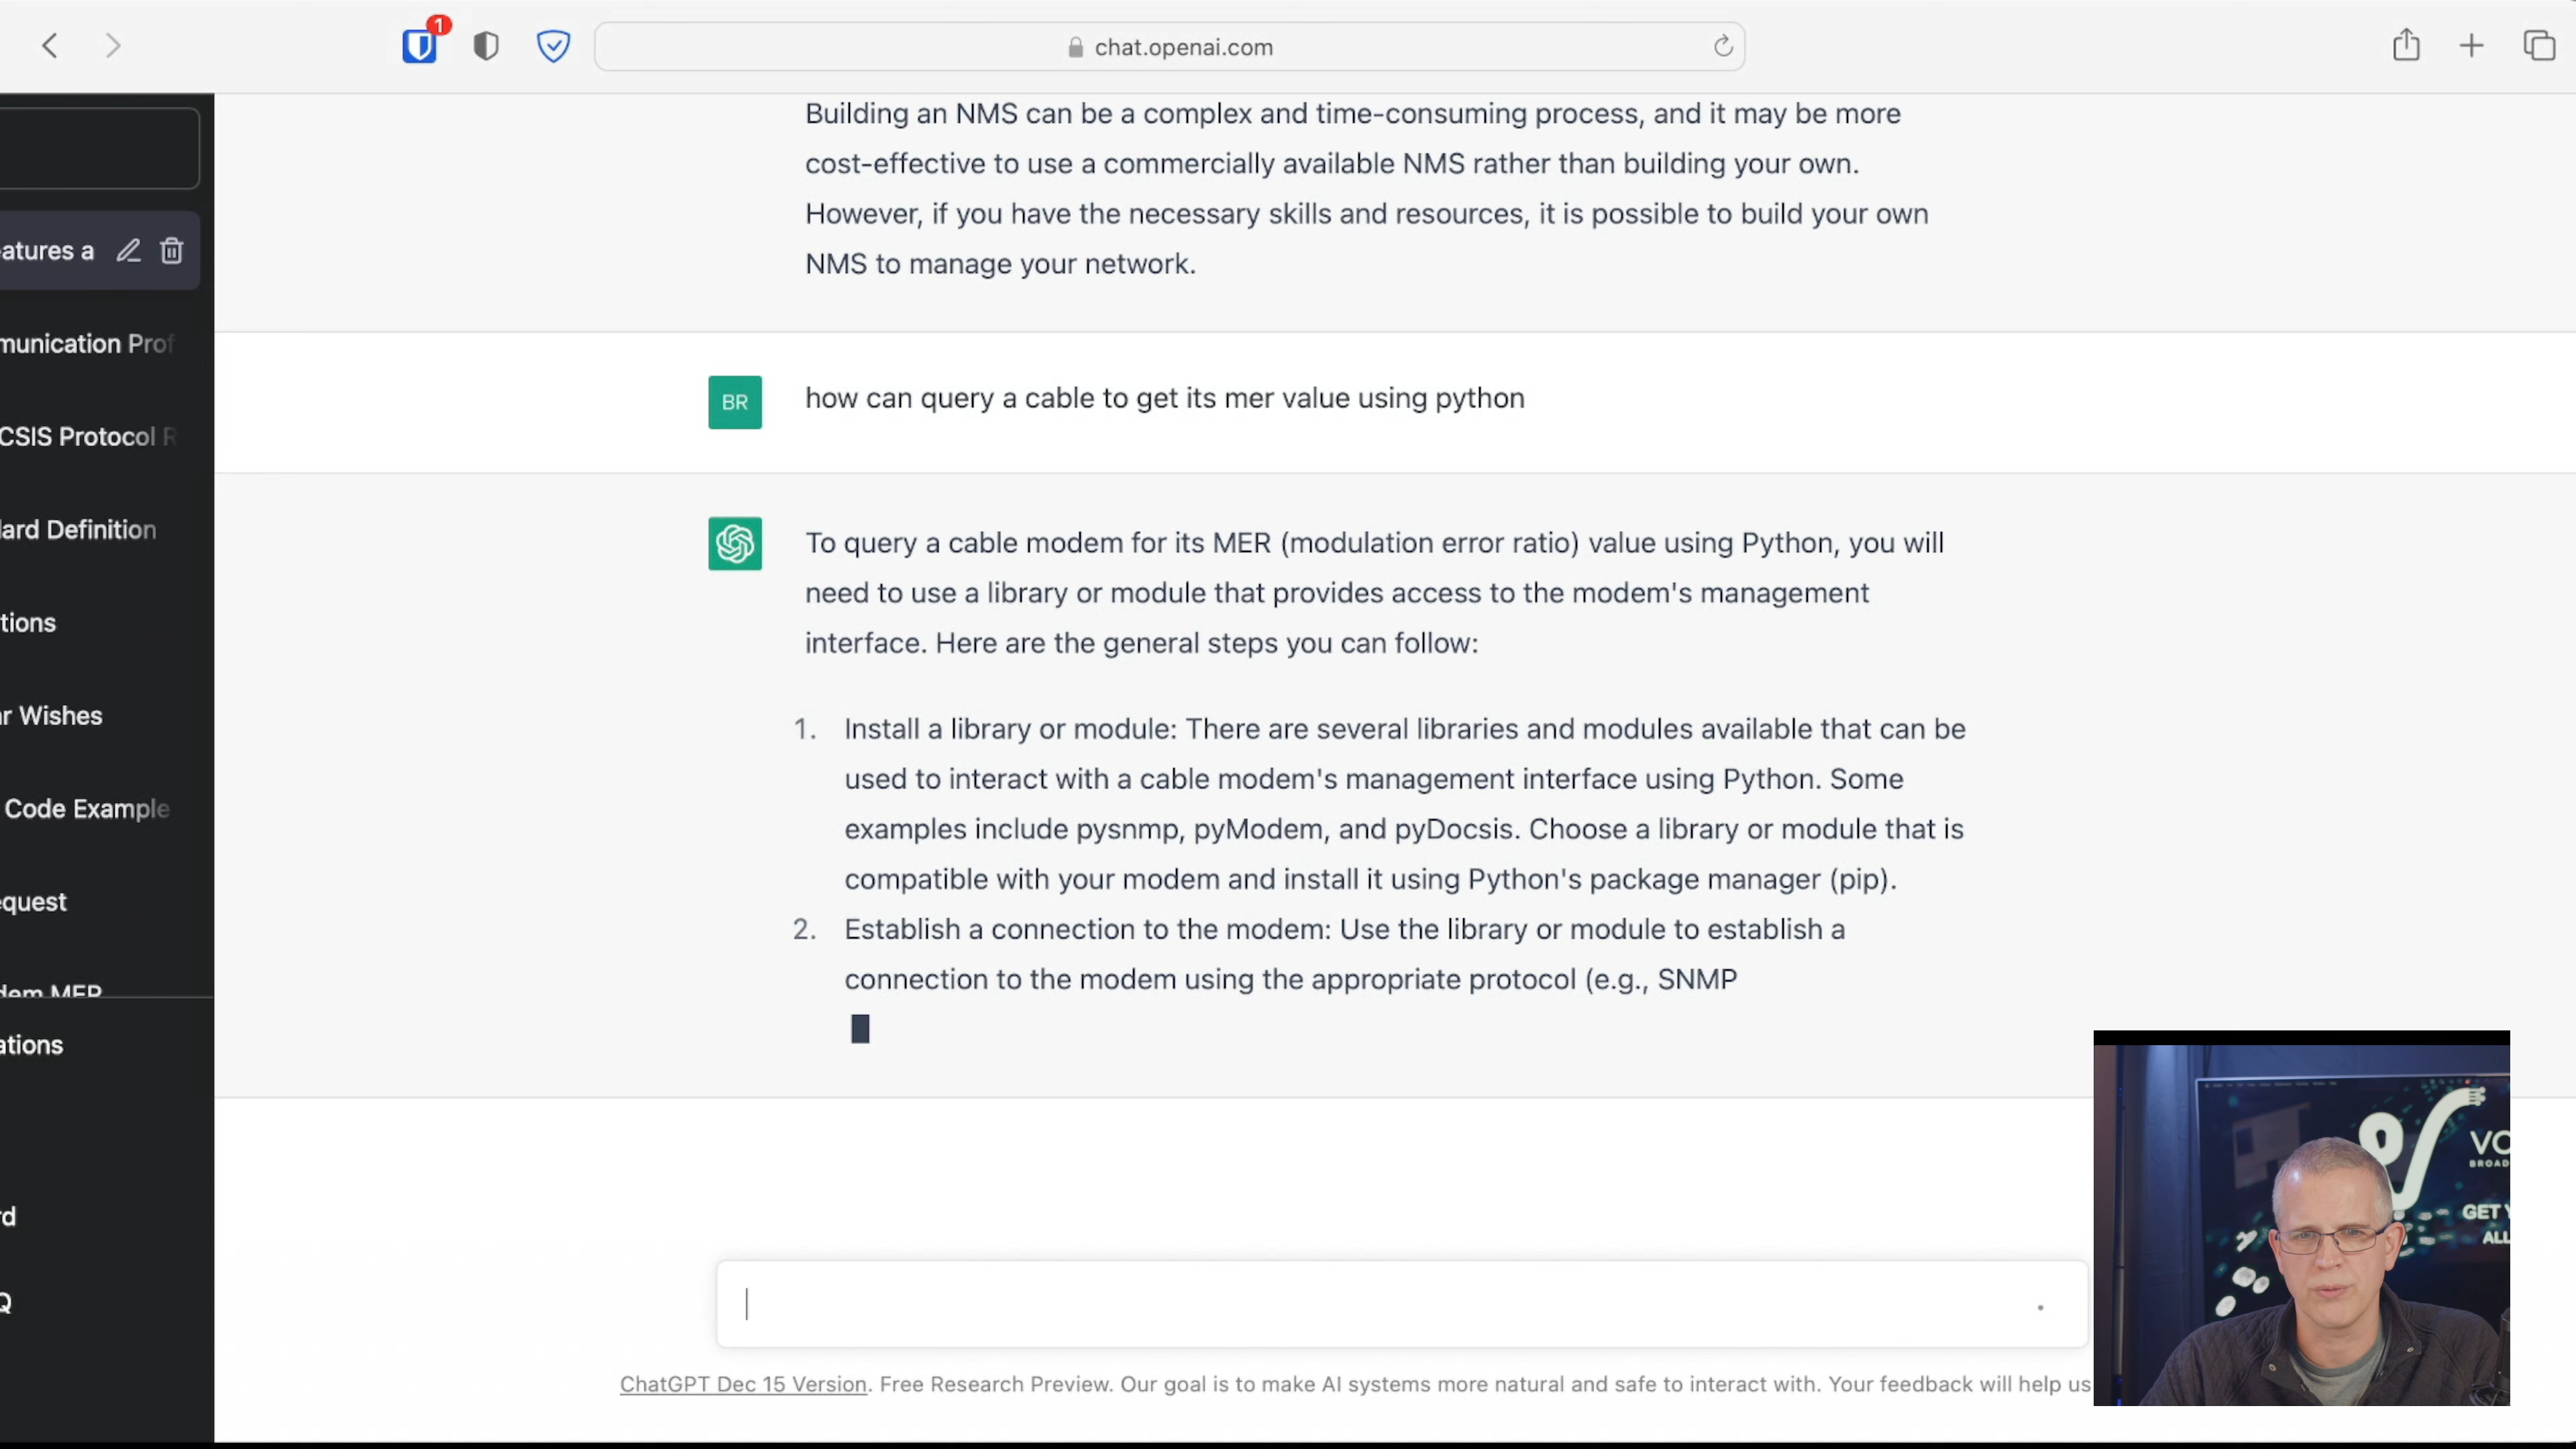 1
chat.openai.com
Building an NMS can be a complex and time-consuming process, and it may be more
cost-effective to use a commercially available NMS rather than building your own.
However, if you have the necessary skills and resources, it is possible to build your own
NMS to manage your network.
atures a
munication Prof
CSIS Protocol R
lard Definition
tions
r Wishes
Code Example
equest
dem MER
ations
rd
Q
BR
how can query a cable to get its mer value using python
To query a cable modem for its MER (modulation error ratio) value using Python, you will
need to use a library or module that provides access to the modem's management
interface. Here are the general steps you can follow:
1. Install a library or module: There are several libraries and modules available that can be
used to interact with a cable modem's management interface using Python. Some
examples include pysnmp, pyModem, and pyDocsis. Choose a library or module that is
compatible with your modem and install it using Python's package manager (pip).
2. Establish a connection to the modem: Use the library or module to establish a
connection to the modem using the appropriate protocol (e.g., SNMP
ChatGPT Dec 15 Version. Free Research Preview. Our goal is to make AI systems more natural and safe to interact with. Your feedback will help us
VO
BROAD
GET Y
ALL